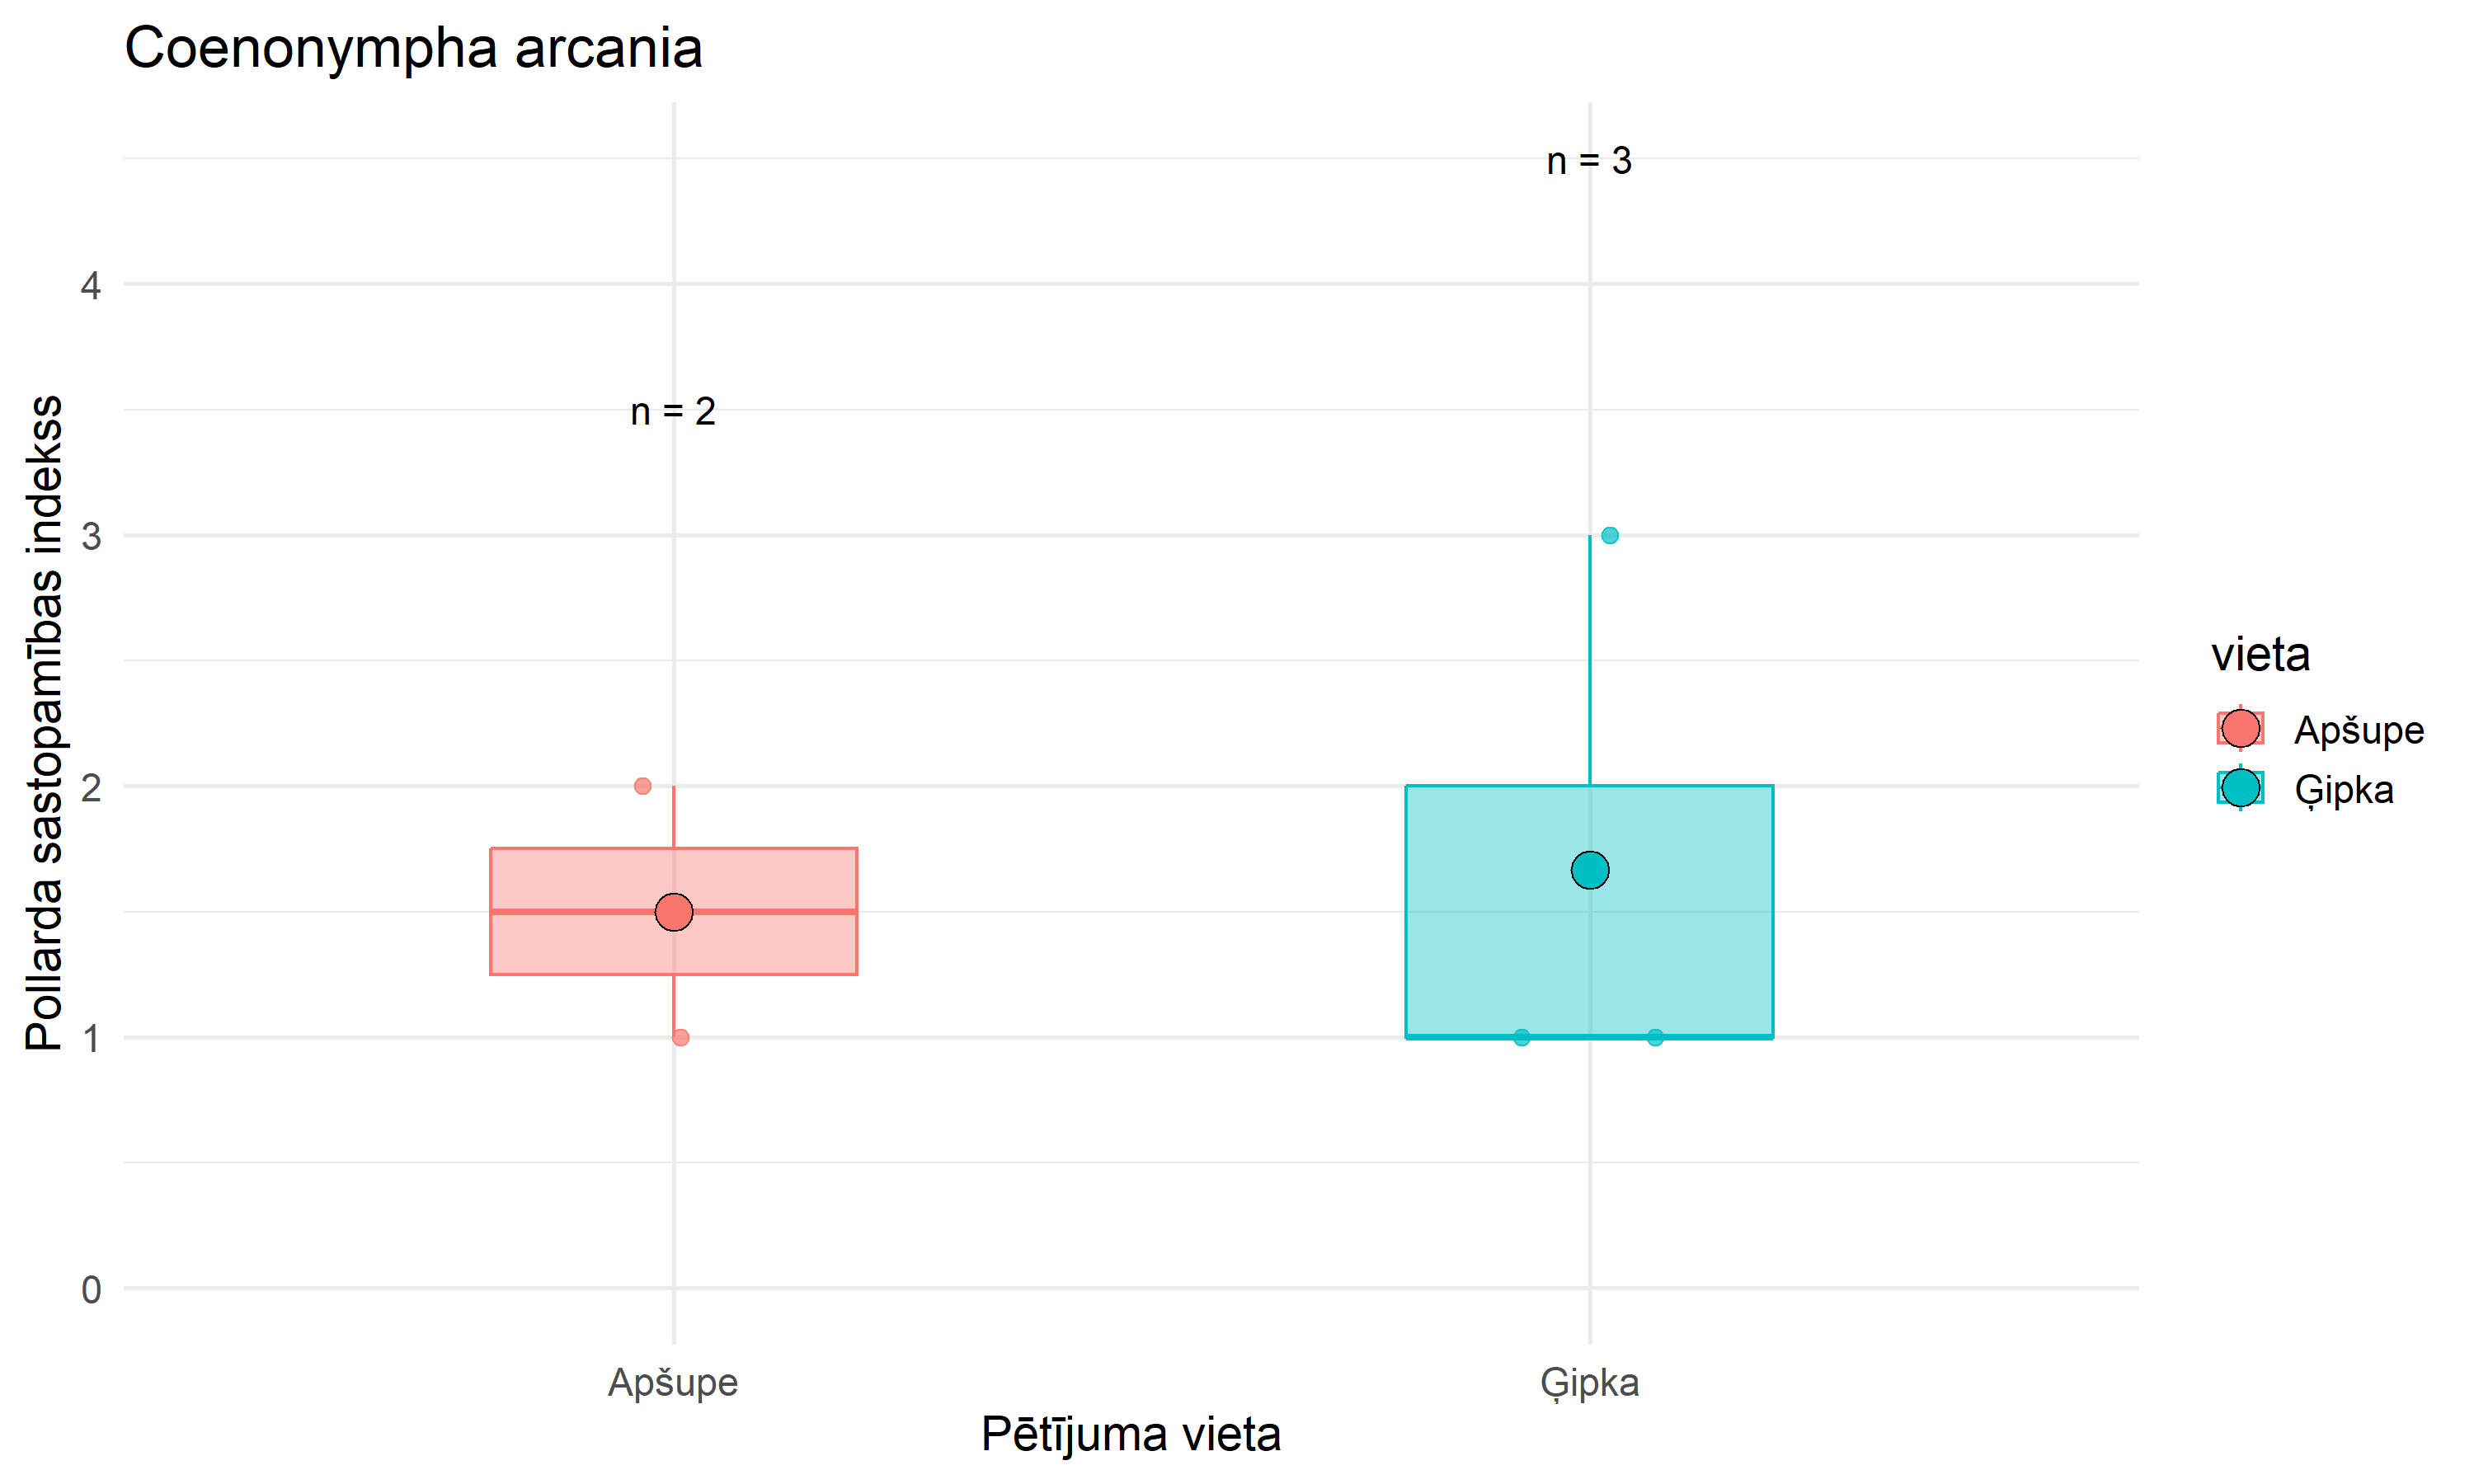 Coenonympha arcania
n = 3
n = 2
4
3
2
1
0
Pollarda sastopamības indekss
Apšupe
Ģipka
Pētījuma vieta
vieta
Apšupe
Ģipka